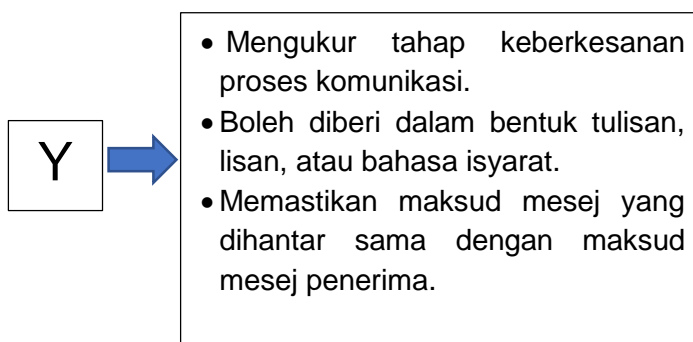 Y
• Mengukur tahap keberkesanan
proses komunikasi.
• Boleh diberi dalam bentuk tulisan,
lisan, atau bahasa isyarat.
• Memastikan maksud mesej yang
dihantar sama dengan maksud
mesej penerima.